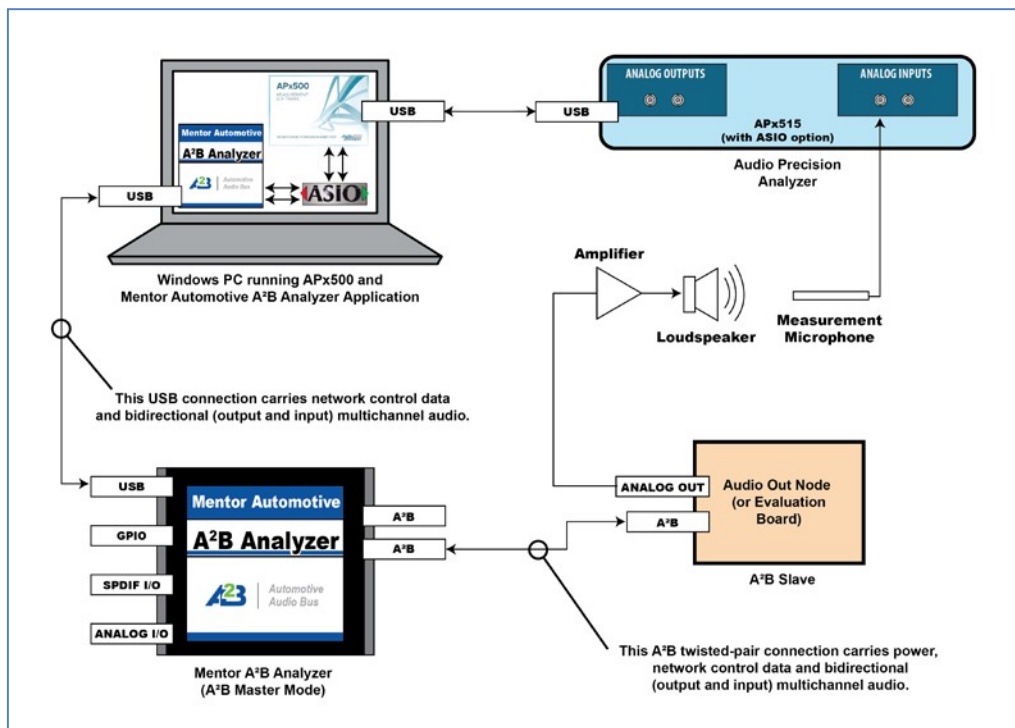 APx500
USB
USB
ANALOG OUTPUTS
ANALOG INPUTS
APx515
(with ASIO option)
Audio Precision
Analyzer
Mentor Automotive
A²B Analyzer
A2B
Automotive
Audio Bus
ASIO
USB
Windows PC running APx500 and
Mentor Automotive A²B Analyzer Application
Amplifier
Loudspeaker
Measurement
Microphone
This USB connection carries network control data
and bidirectional (output and input) multichannel audio.
USB
GPIO
SPDIF I/O
ANALOG I/O
Mentor Automotive
A²B Analyzer
A2B
Automotive
Audio Bus
A²B
A²B
Mentor A²B Analyzer
(A²B Master Mode)
ANALOG OUT
A²B
Audio Out Node
(or Evaluation
Board)
A²B Slave
This A²B twisted-pair connection carries power,
network control data and bidirectional
(output and input) multichannel audio.